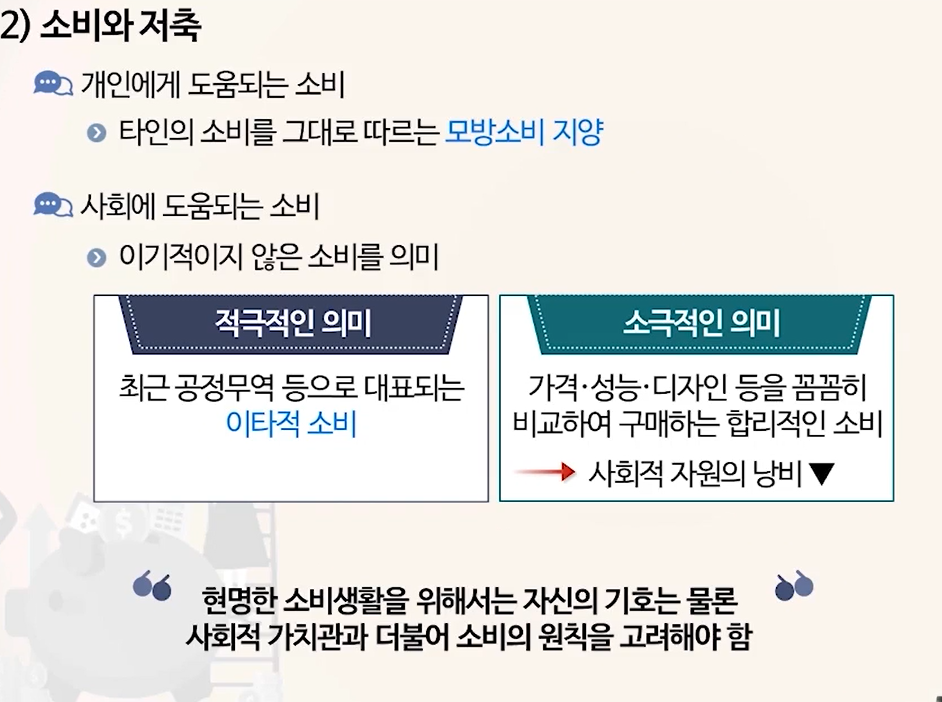 2) 소비와 저축
개인에게 도움되는 소비
타인의 소비를 그대로 따르는 모방소비 지양
사회에 도움되는 소비
이기적이지 않은 소비를 의미
적극적인 의미
최근 공정무역 등으로 대표되는
이타적 소비
소극적인 의미
가격·성능·디자인 등을 꼼꼼히
비교하여 구매하는 합리적인 소비
사회적 자원의 낭비 ▼
현명한 소비생활을 위해서는 자신의 기호는 물론
사회적 가치관과 더불어 소비의 원칙을 고려해야 함